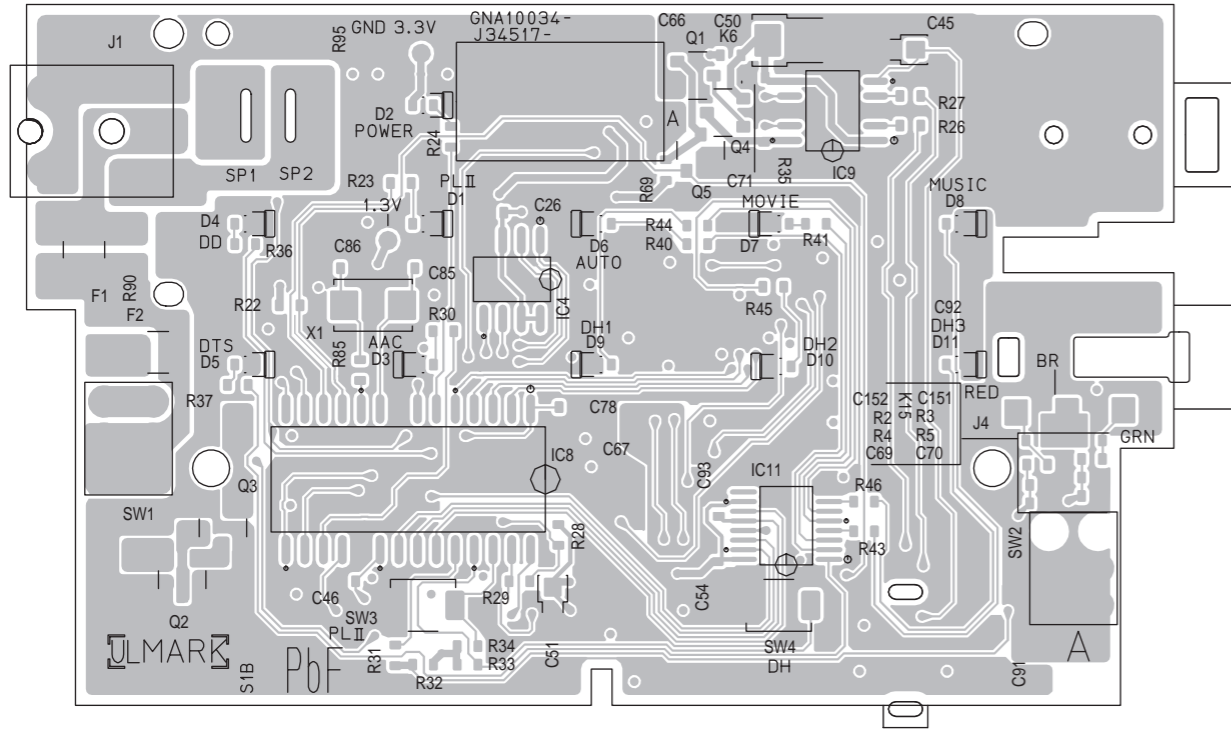 GNA10034-
J34517-
GND 3.3V
R95
J1
C66
Q1
C50
K6
C45
D2
POWER
R24
A
Q4
R35
IC9
R27
R26
SP1
SP2
R23
PLⅡ
D1
1.3V
R69
Q5
C71
MOVIE
MUSIC
D8
D4
DD
R36
C86
C85
C26
D6
AUTO
R44
R40
D7
R41
F1
R90
F2
R22
X1
R30
IC4
R45
C92
DH3
D11
DTS
D5
R85
AAC
D3
DH1
D9
DH2
D10
RED
BR
R37
C78
C67
C93
C152
C151
K15
R2
R3
R4
R5
C69
C70
J4
GRN
SW1
Q3
IC8
IC11
R46
R43
SW2
R28
C46
SW3
PLⅡ
R29
C54
Q2
ULMARK
S1B
PbF
R31
R32
R34
R33
C51
SW4
DH
C91
A